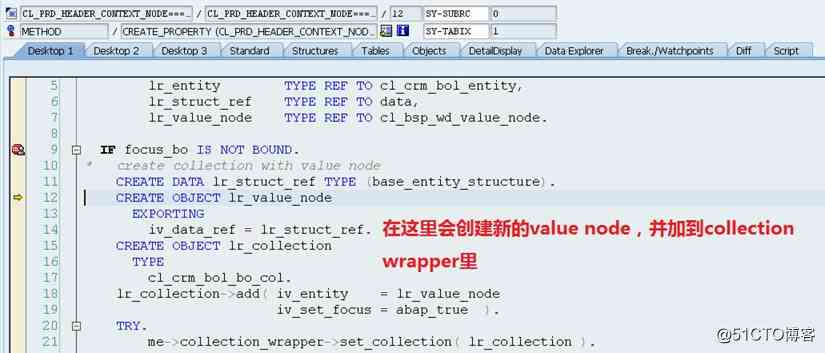 CL_PRD_HEADER_CONTEXT_NODE=== / CL_PRD_HEADER_CONTEXT_NODE=== / 12 SY-SUBRC 0
METHOD / CREATE_PROPERTY (CL_PRD_HEADER_CONTEXT_NOD SY-TABIX 1
Desktop 1 Desktop 2 Desktop 3 Standard Structures Tables Objects DetailDisplay Data Explorer Break./Watchpoints Diff Script
5 lr_entity TYPE REF TO cl_crm_bol_entity,
6 lr_struct_ref TYPE REF TO data,
7 lr_value_node TYPE REF TO cl_bsp_wd_value_node.
8
9 IF focus_bo IS NOT BOUND.
10 * create collection with value node
11 CREATE DATA lr_struct_ref TYPE (base_entity_structure).
12 CREATE OBJECT lr_value_node
13 EXPORTING
14 iv_data_ref = lr_struct_ref.
在这里会创建新的value node，并加到collection
15 CREATE OBJECT lr_collection
wrapper里
16 TYPE
17 cl_crm_bol_bo_col.
18 lr_collection->add( iv_entity = lr_value_node
19 iv_set_focus = abap_true ).
20 TRY.
21 me->collection_wrapper->set_collection( lr_collection ).
@51CTO博客